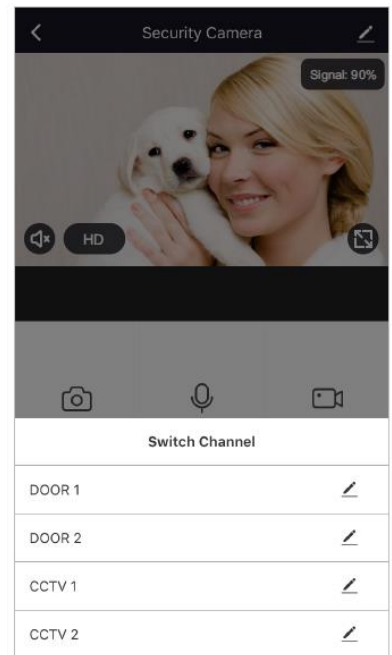 Security Camera
Signal: 90%
HD
Switch Channel
DOOR 1
DOOR 2
CCTV 1
CCTV 2